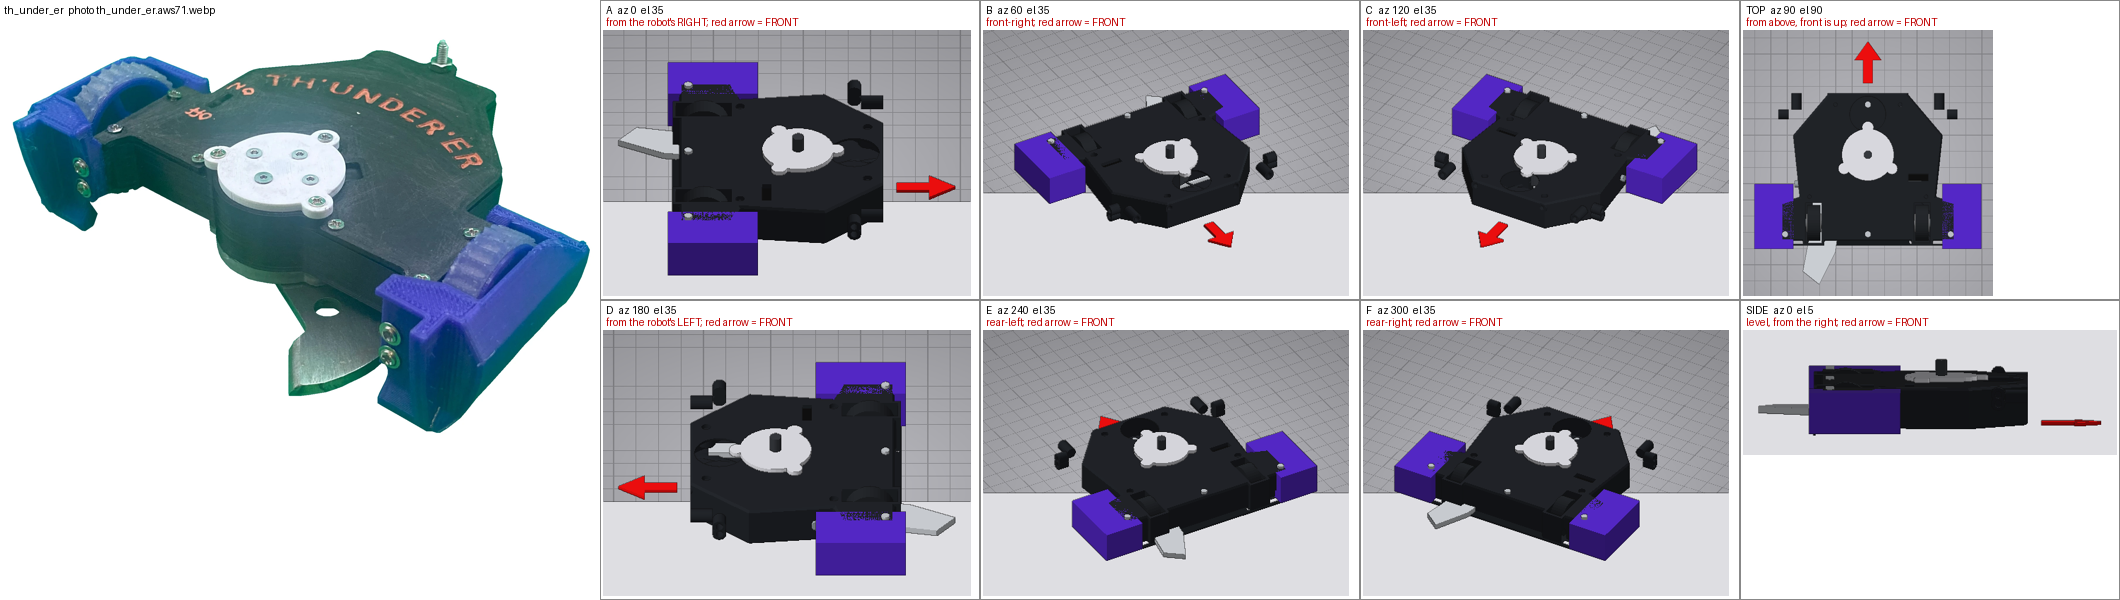 th_under_er photo th_under_er.aws71.webp
NO TH'UNDER'ER
A az 0 el 35
from the robot's RIGHT; red arrow = FRONT
B az 60 el 35
front-right; red arrow = FRONT
C az 120 el 35
front-left; red arrow = FRONT
TOP az 90 el 90
from above, front is up; red arrow = FRONT
D az 180 el 35
from the robot's LEFT; red arrow = FRONT
E az 240 el 35
rear-left; red arrow = FRONT
F az 300 el 35
rear-right; red arrow = FRONT
SIDE az 0 el 5
level, from the right; red arrow = FRONT